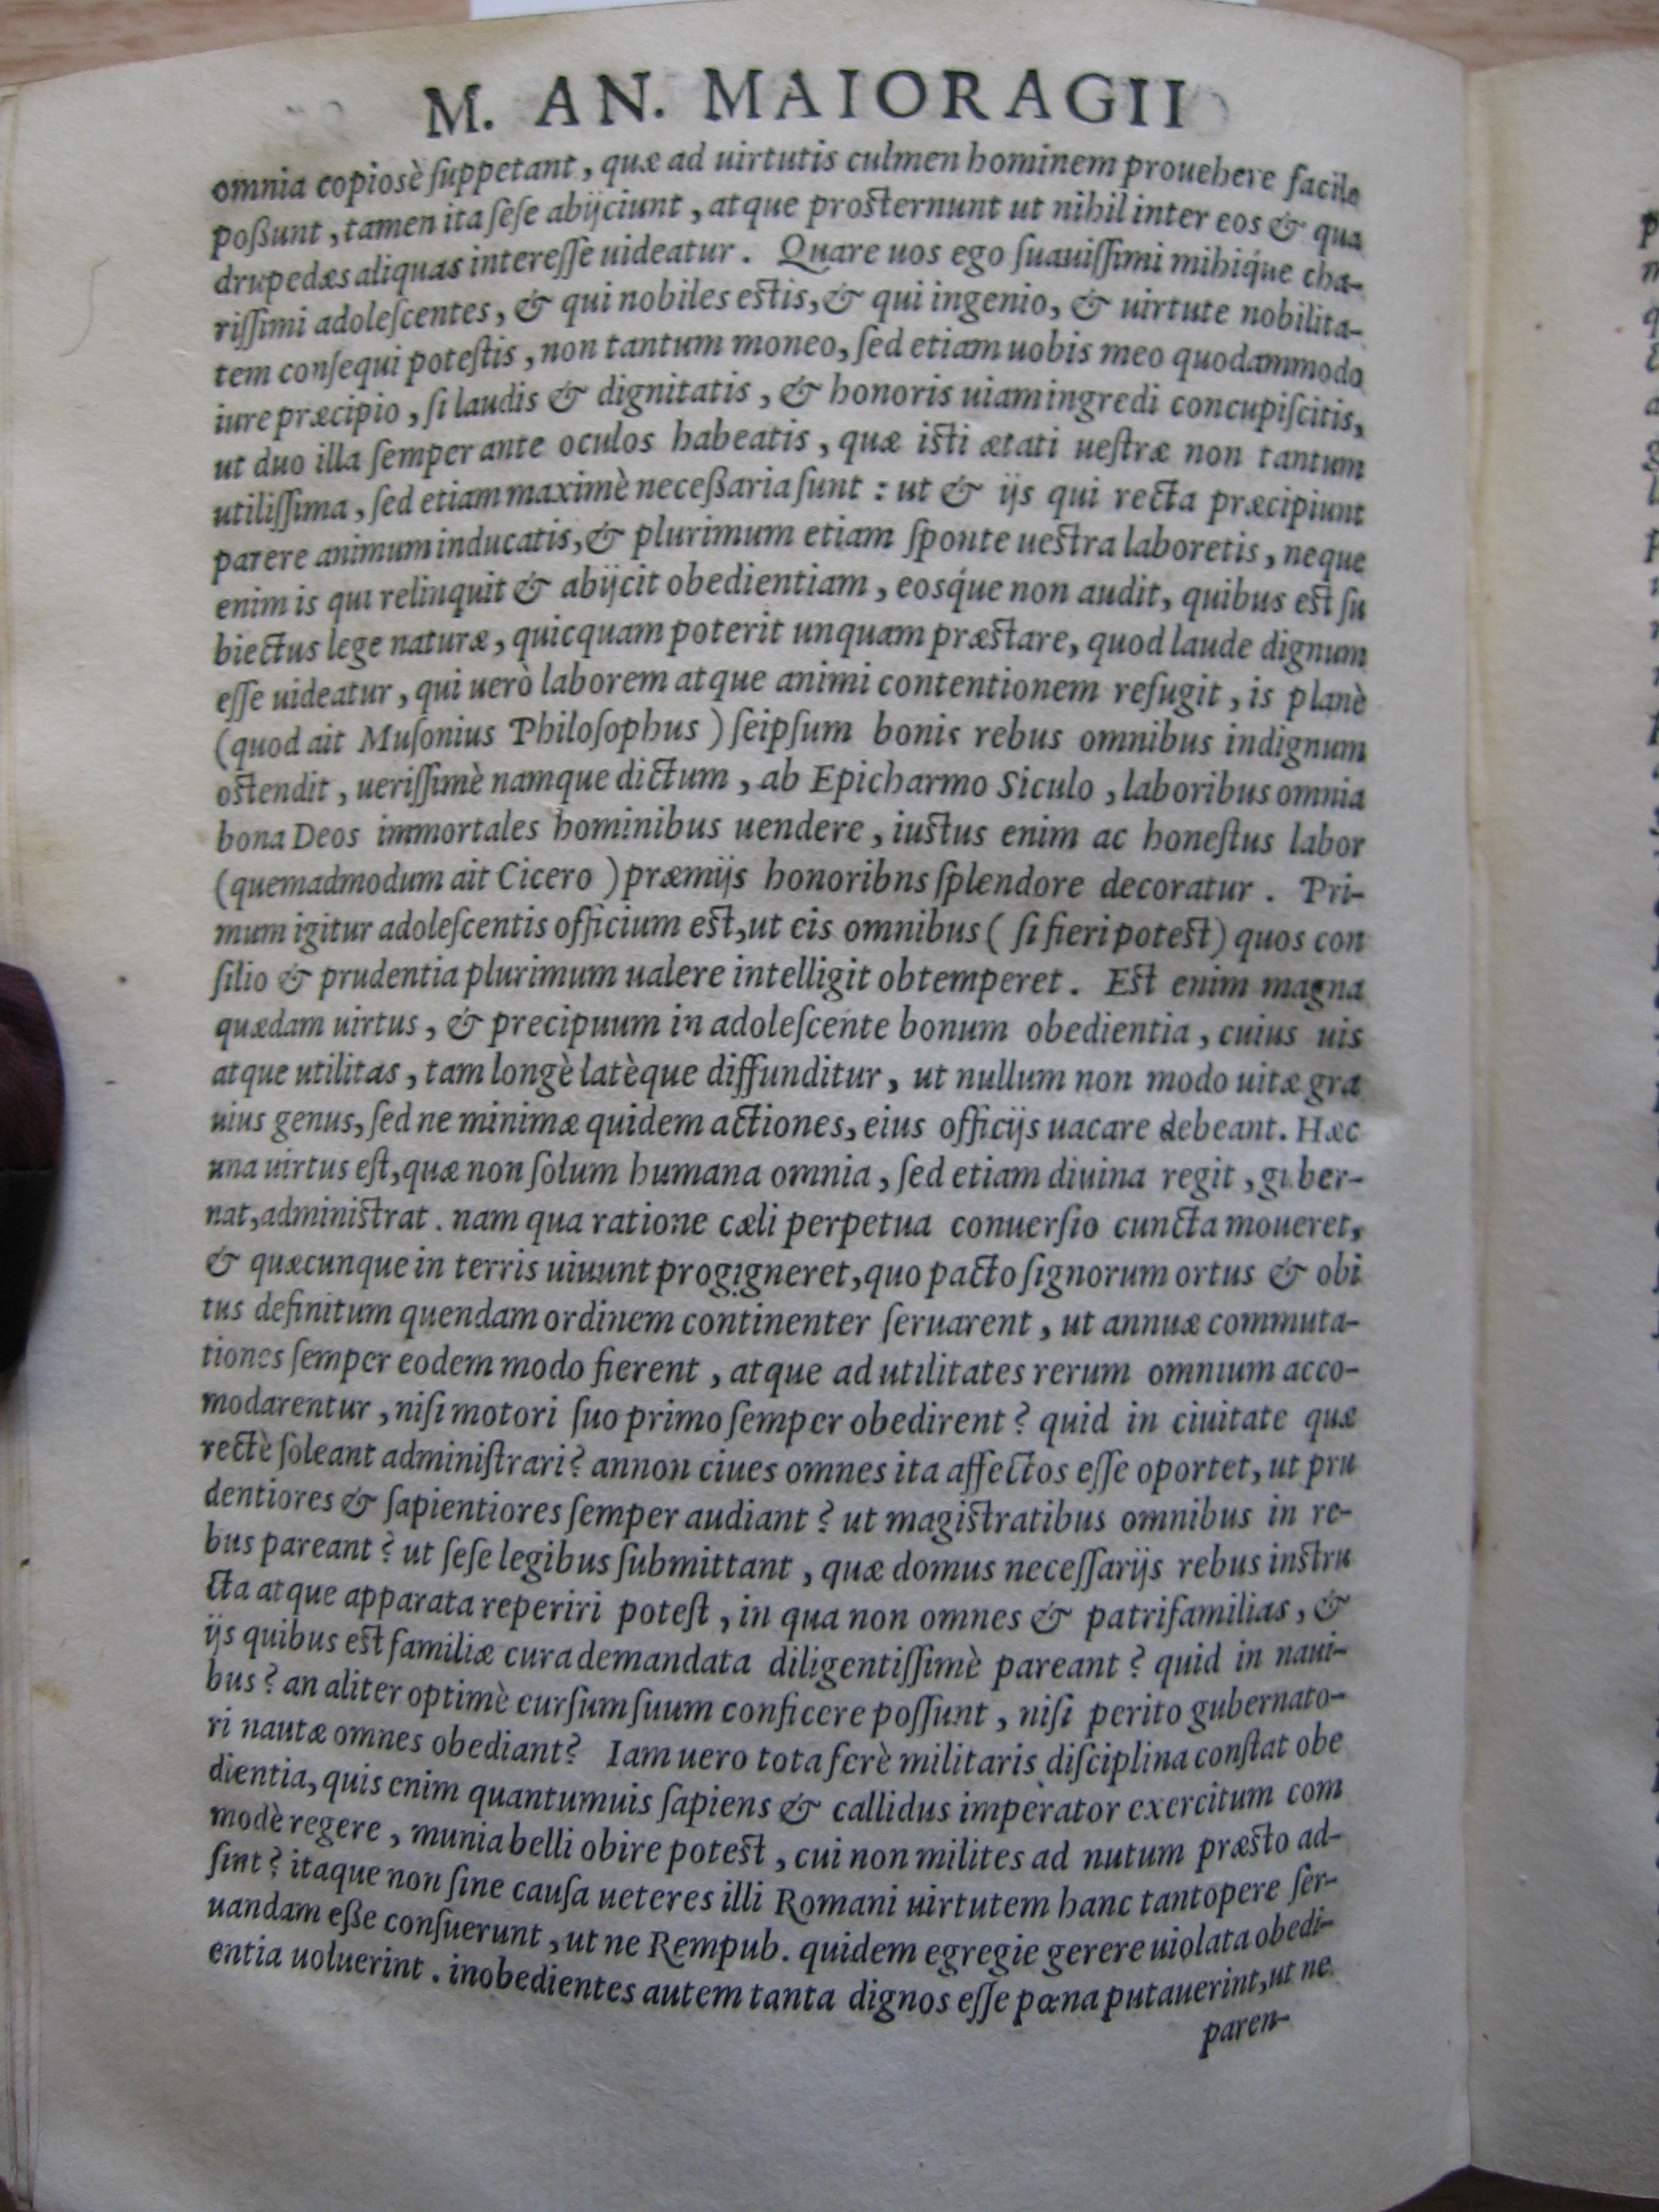 M. AN. MAIORAGII
omnia copiosè ſuppetant, quæ ad uirtutis culmen hominem prouehere facile
poßunt, tamen ita ſeſe abijciunt, atque prosternunt ut nihil inter eos & qua
drupedæs aliquas intereſſe uideatur. Quare uos ego ſuauiſſimi mihiq́ue cha-
riſſimi adoleſcentes, & qui nobiles estis, & qui ingenio, & uirtute nobilita-
tem conſequi poteſtis, non tantum moneo, ſed etiam uobis meo quodammodo
iure præcipio, ſi laudis & dignitatis, & honoris uiam ingredi concupiſcitis,
ut duo illa ſemper ante oculos habeatis, quæ isti ætati ueſtræ non tantum
utiliſſima, ſed etiam maximè neceßaria ſunt: ut & ijs qui recta præcipiunt
parere animum inducatis, & plurimum etiam ſponte uestra laboretis, neque
enim is qui relinquit & abijcit obedientiam, eosq́ue non audit, quibus est ſu
biectus lege naturæ, quicquam poterit unquam præstare, quod laude dignum
eſſe uideatur, qui uerò laborem atque animi contentionem refugit, is planè
(quod ait Muſonius Philoſophus) ſeipſum bonis rebus omnibus indignum
ostendit, ueriſſimè namque dictum, ab Epicharmo Siculo, laboribus omnia
bona Deos immortales hominibus uendere, iustus enim ac honeſtus labor
(quemadmodum ait Cicero) præmijs honoribns ſplendore decoratur. Pri-
mum igitur adoleſcentis officium est, ut eis omnibus (ſi fieri potest) quos con
ſilio & prudentia plurimum ualere intelligit obtemperet. Est enim magna
quædam uirtus, & precipuum in adoleſcente bonum obedientia, cuius uis
atque utilitas, tam longè latèque diffunditur, ut nullum non modo uitæ gra
uius genus, ſed ne minimæ quidem actiones, eius officijs uacare debeant. Hæc
una uirtus eſt, quæ non ſolum humana omnia, ſed etiam diuina regit, guber-
nat, administrat. nam qua ratione cæli perpetua conuerſio cuncta moueret,
& quæcunque in terris uiuunt progigneret, quo pacto ſignorum ortus & obi
tus definitum quendam ordinem continenter ſeruarent, ut annuæ commuta-
tiones ſemper eodem modo fierent, atque ad utilitates rerum omnium acco-
modarentur, niſi motori ſuo primo ſemper obedirent? quid in ciuitate quæ
rectè ſoleant adminiſtrari? annon ciues omnes ita affectos eſſe oportet, ut pru
dentiores & ſapientiores ſemper audiant? ut magistratibus omnibus in re-
bus pareant? ut ſeſe legibus ſubmittant, quæ domus neceſſarijs rebus instru
cta atque apparata reperiri poteſt, in qua non omnes & patrifamilias, &
ijs quibus est familiæ cura demandata diligentiſſimè pareant? quid in naui-
bus? an aliter optimè curſum ſuum conficere poſſunt, niſi perito gubernato-
ri nautæ omnes obediant? Iam uero tota ferè militaris diſciplina conſtat obe
dientia, quis enim quantumuis ſapiens & callidus imperator exercitum com
modè regere, munia belli obire potest, cui non milites ad nutum præsto ad-
ſint? itaque non ſine cauſa ueteres illi Romani uirtutem hanc tantopere ſer-
uandam eße conſuerunt, ut ne Rempub. quidem egregie gerere uiolata obedi-
entia uoluerint. inobedientes autem tanta dignos eſſe pœna putauerint, ut ne
paren-